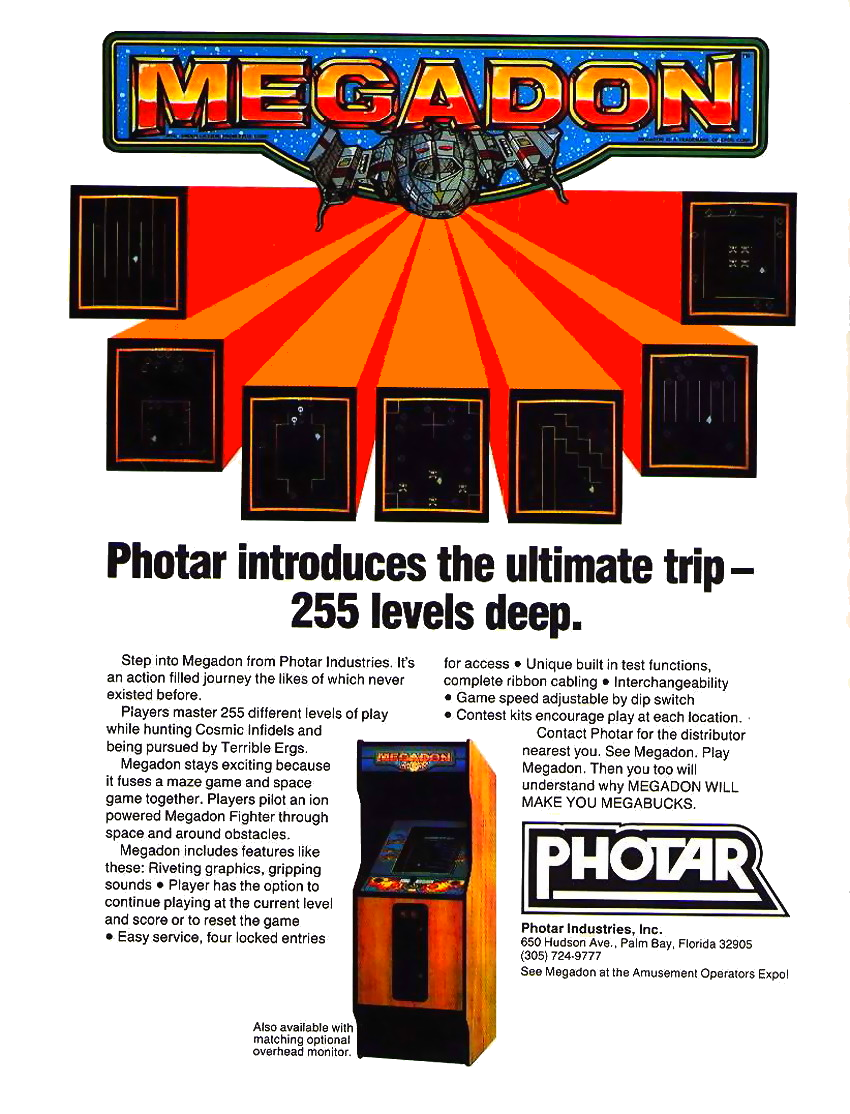 MEGADON
Photar introduces the ultimate trip –
255 levels deep.
Step into Megadon from Photar Industries. It's
an action filled journey the likes of which never
existed before.
Players master 255 different levels of play
while hunting Cosmic Infidels and
being pursued by Terrible Ergs.
Megadon stays exciting because
it fuses a maze game and space
game together. Players pilot an ion
powered Megadon Fighter through
space and around obstacles.
Megadon includes features like
these: Riveting graphics, gripping
sounds • Player has the option to
continue playing at the current level
and score or to reset the game
• Easy service, four locked entries
for access • Unique built in test functions,
complete ribbon cabling • Interchangeability
• Game speed adjustable by dip switch
• Contest kits encourage play at each location.
Contact Photar for the distributor
nearest you. See Megadon. Play
Megadon. Then you too will
understand why MEGADON WILL
MAKE YOU MEGABUCKS.
MEGADON
Also available with
matching optional
overhead monitor.
PHOTAR
Photar Industries, Inc.
650 Hudson Ave., Palm Bay, Florida 32905
(305) 724-9777
See Megadon at the Amusement Operators Expo!